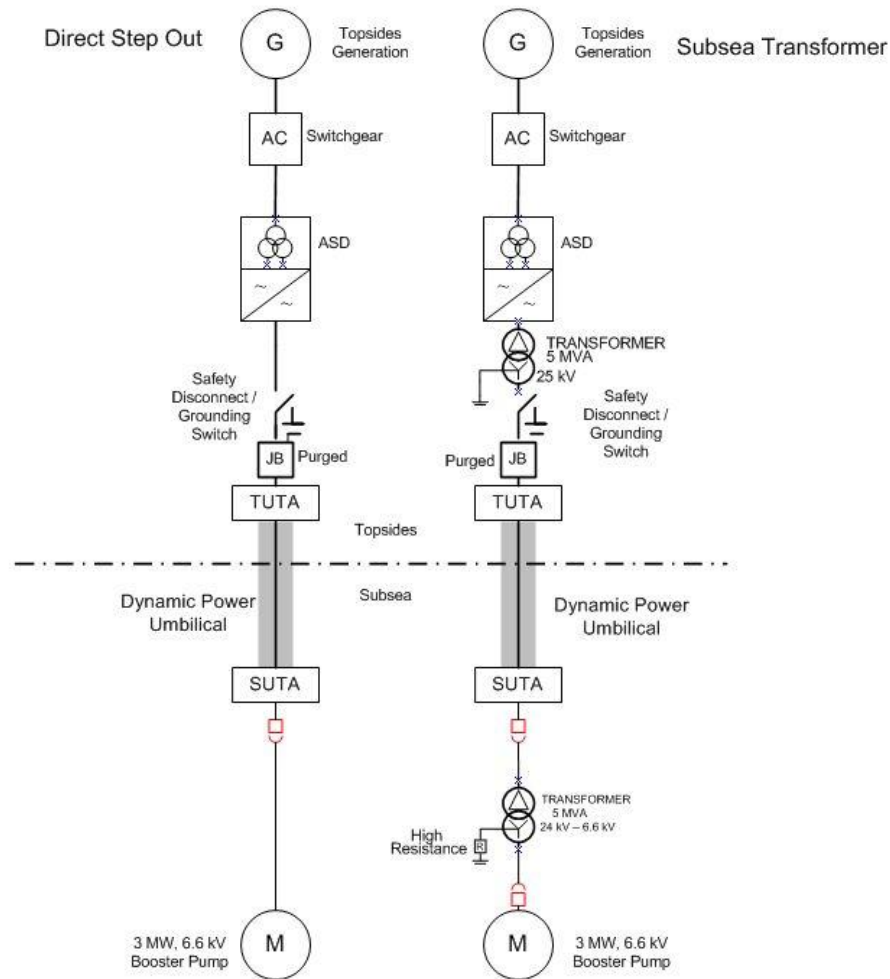 Direct Step Out
G
Topsides
Generation
G
Topsides
Generation
Subsea Transformer
AC
Switchgear
AC
Switchgear
ASD
~
~
ASD
~
~
TRANSFORMER
5 MVA
25 kV
Safety
Disconnect /
Grounding
Switch
Safety
Disconnect /
Grounding
Switch
JB
Purged
Purged
JB
TUTA
TUTA
Topsides
Subsea
Dynamic Power
Umbilical
Dynamic Power
Umbilical
SUTA
SUTA
TRANSFORMER
5 MVA
24 kV – 6.6 kV
High
Resistance
R
M
3 MW, 6.6 kV
Booster Pump
M
3 MW, 6.6 kV
Booster Pump